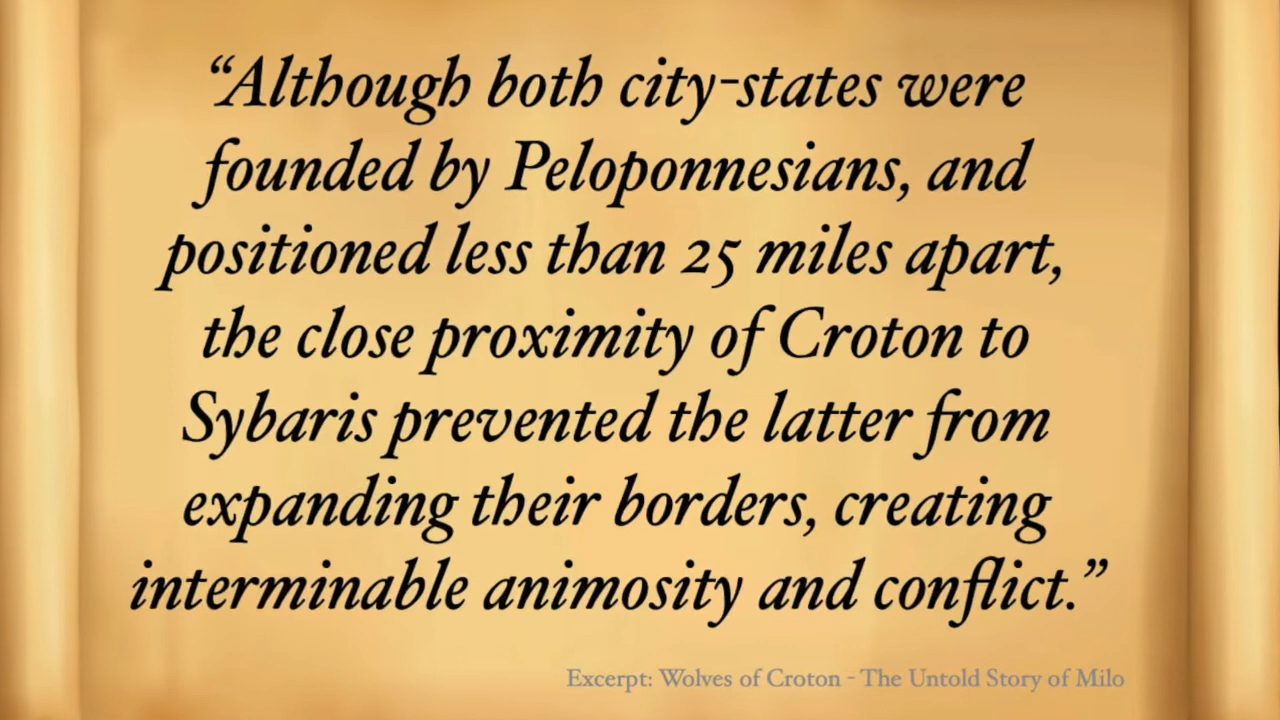 “Although both city-states were
founded by Peloponnesians, and
positioned less than 25 miles apart,
the close proximity of Croton to
Sybaris prevented the latter from
expanding their borders, creating
interminable animosity and conflict.”
Excerpt: Wolves of Croton - The Untold Story of Milo